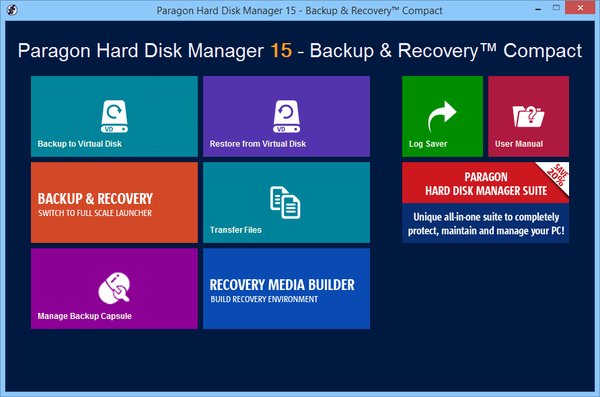 Paragon Hard Disk Manager 15 - Backup & Recovery™ Compact
Paragon Hard Disk Manager 15 - Backup & Recovery™ Compact
VD
Backup to Virtual Disk
VD
Restore from Virtual Disk
Log Saver
?
User Manual
BACKUP & RECOVERY
SWITCH TO FULL SCALE LAUNCHER
Transfer Files
PARAGON
HARD DISK MANAGER SUITE
SAVE
20%
Unique all-in-one suite to completely
protect, maintain and manage your PC!
Manage Backup Capsule
RECOVERY MEDIA BUILDER
BUILD RECOVERY ENVIRONMENT